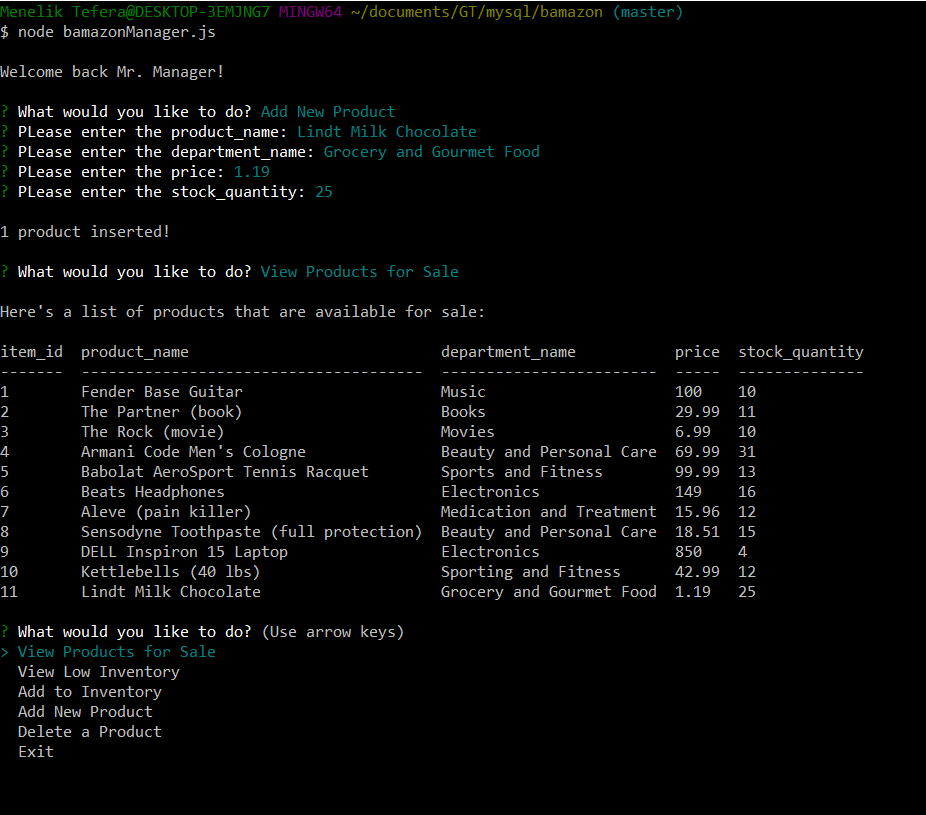 Menelik Tefera@DESKTOP-3EMJNG7 MINGW64 ~/documents/GT/mysql/bamazon (master)
$ node bamazonManager.js
Welcome back Mr. Manager!
? What would you like to do? Add New Product
? PLease enter the product_name: Lindt Milk Chocolate
? PLease enter the department_name: Grocery and Gourmet Food
? PLease enter the price: 1.19
? PLease enter the stock_quantity: 25
1 product inserted!
? What would you like to do? View Products for Sale
Here's a list of products that are available for sale:
item_id  product_name                            department_name           price  stock_quantity
-------  --------------------------------------  ------------------------  -----  --------------
1        Fender Base Guitar                      Music                     100    10
2        The Partner (book)                      Books                     29.99  11
3        The Rock (movie)                        Movies                    6.99   10
4        Armani Code Men's Cologne               Beauty and Personal Care  69.99  31
5        Babolat AeroSport Tennis Racquet        Sports and Fitness        99.99  13
6        Beats Headphones                        Electronics               149    16
7        Aleve (pain killer)                     Medication and Treatment  15.96  12
8        Sensodyne Toothpaste (full protection)  Beauty and Personal Care  18.51  15
9        DELL Inspiron 15 Laptop                 Electronics               850    4
10       Kettlebells (40 lbs)                    Sporting and Fitness      42.99  12
11       Lindt Milk Chocolate                    Grocery and Gourmet Food  1.19   25
? What would you like to do? (Use arrow keys)
> View Products for Sale
  View Low Inventory
  Add to Inventory
  Add New Product
  Delete a Product
  Exit